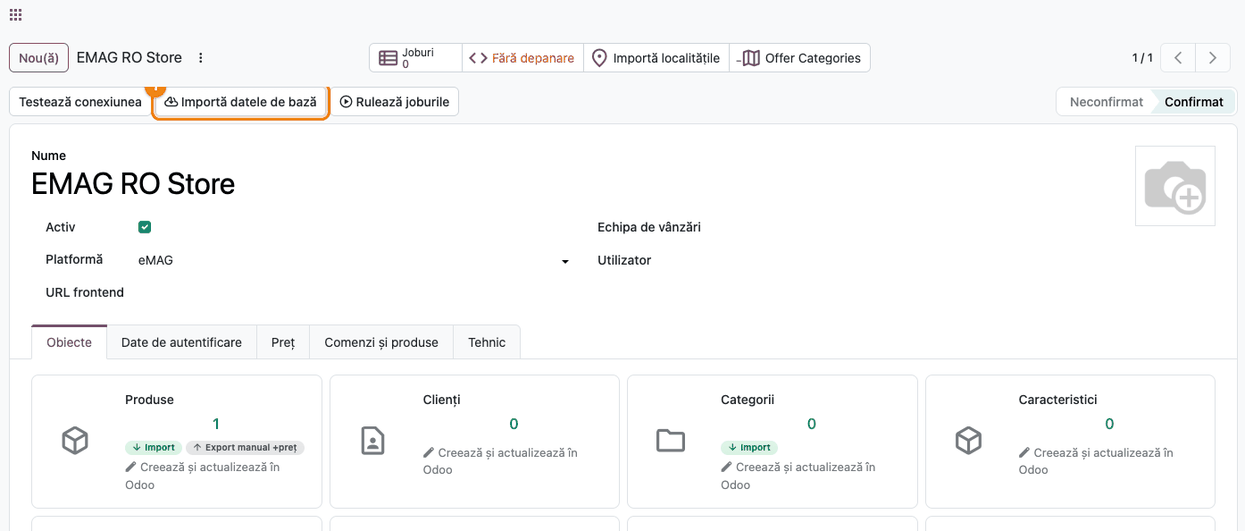 Nou(ă)
EMAG RO Store
Joburi
0
Fără depanare
Importă localitățile
Offer Categories
1 / 1
Testează conexiunea
Importă datele de bază
Rulează joburile
Neconfirmat
Confirmat
Nume
EMAG RO Store
Activ
Echipa de vânzări
Platformă
eMAG
Utilizator
URL frontend
Obiecte
Date de autentificare
Preț
Comenzi și produse
Tehnic
Produse
1
Import
Export manual +preț
Creează și actualizează în
Odoo
Clienți
0
Creează și actualizează în
Odoo
Categorii
0
Import
Creează și actualizează în
Odoo
Caracteristici
0
Creează și actualizează în
Odoo